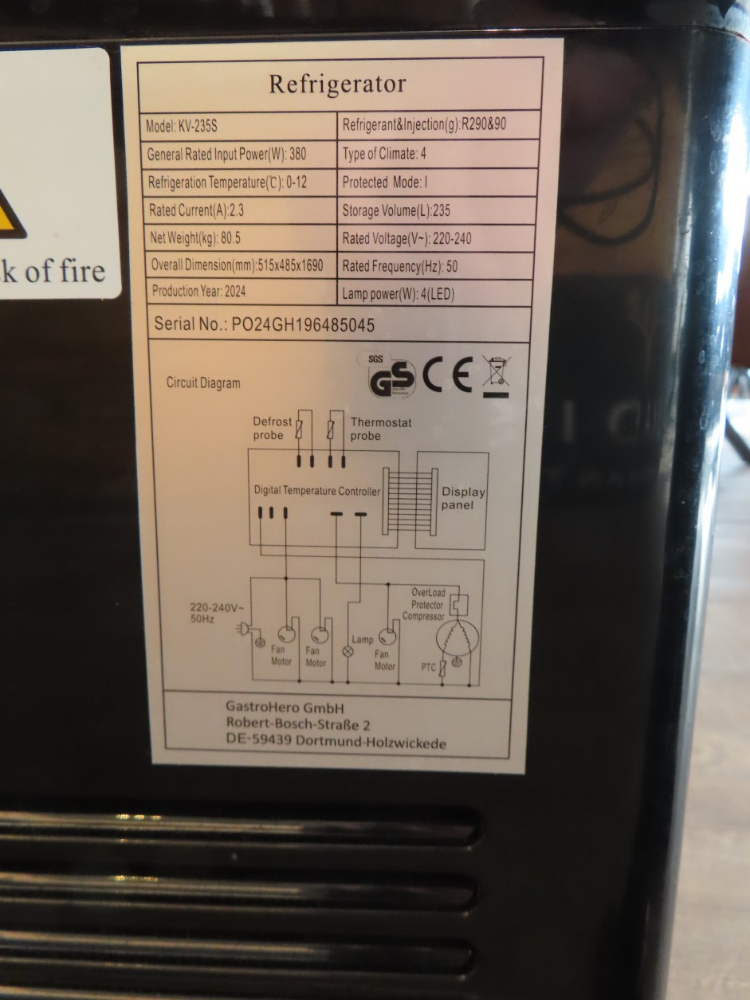 k of fire
Refrigerator
Model: KV-235S
Refrigerant&Injection(g):R290&90
General Rated Input Power(W): 380
Type of Climate: 4
Refrigeration Temperature(℃): 0-12
Protected Mode: I
Rated Current(A):2.3
Storage Volume(L):235
Net Weight(kg): 80.5
Rated Voltage(V~): 220-240
Overall Dimension(mm):515x485x1690
Rated Frequency(Hz): 50
Production Year: 2024
Lamp power(W): 4(LED)
Serial No.: PO24GH196485045
Circuit Diagram
SGS
GS
CE
Defrost
probe
Thermostat
probe
Digital Temperature Controller
Display
panel
220-240V~
50Hz
Fan
Motor
Fan
Motor
Lamp
Fan
Motor
OverLoad
Protector
Compressor
PTC
GastroHero GmbH
Robert-Bosch-Straße 2
DE-59439 Dortmund-Holzwickede